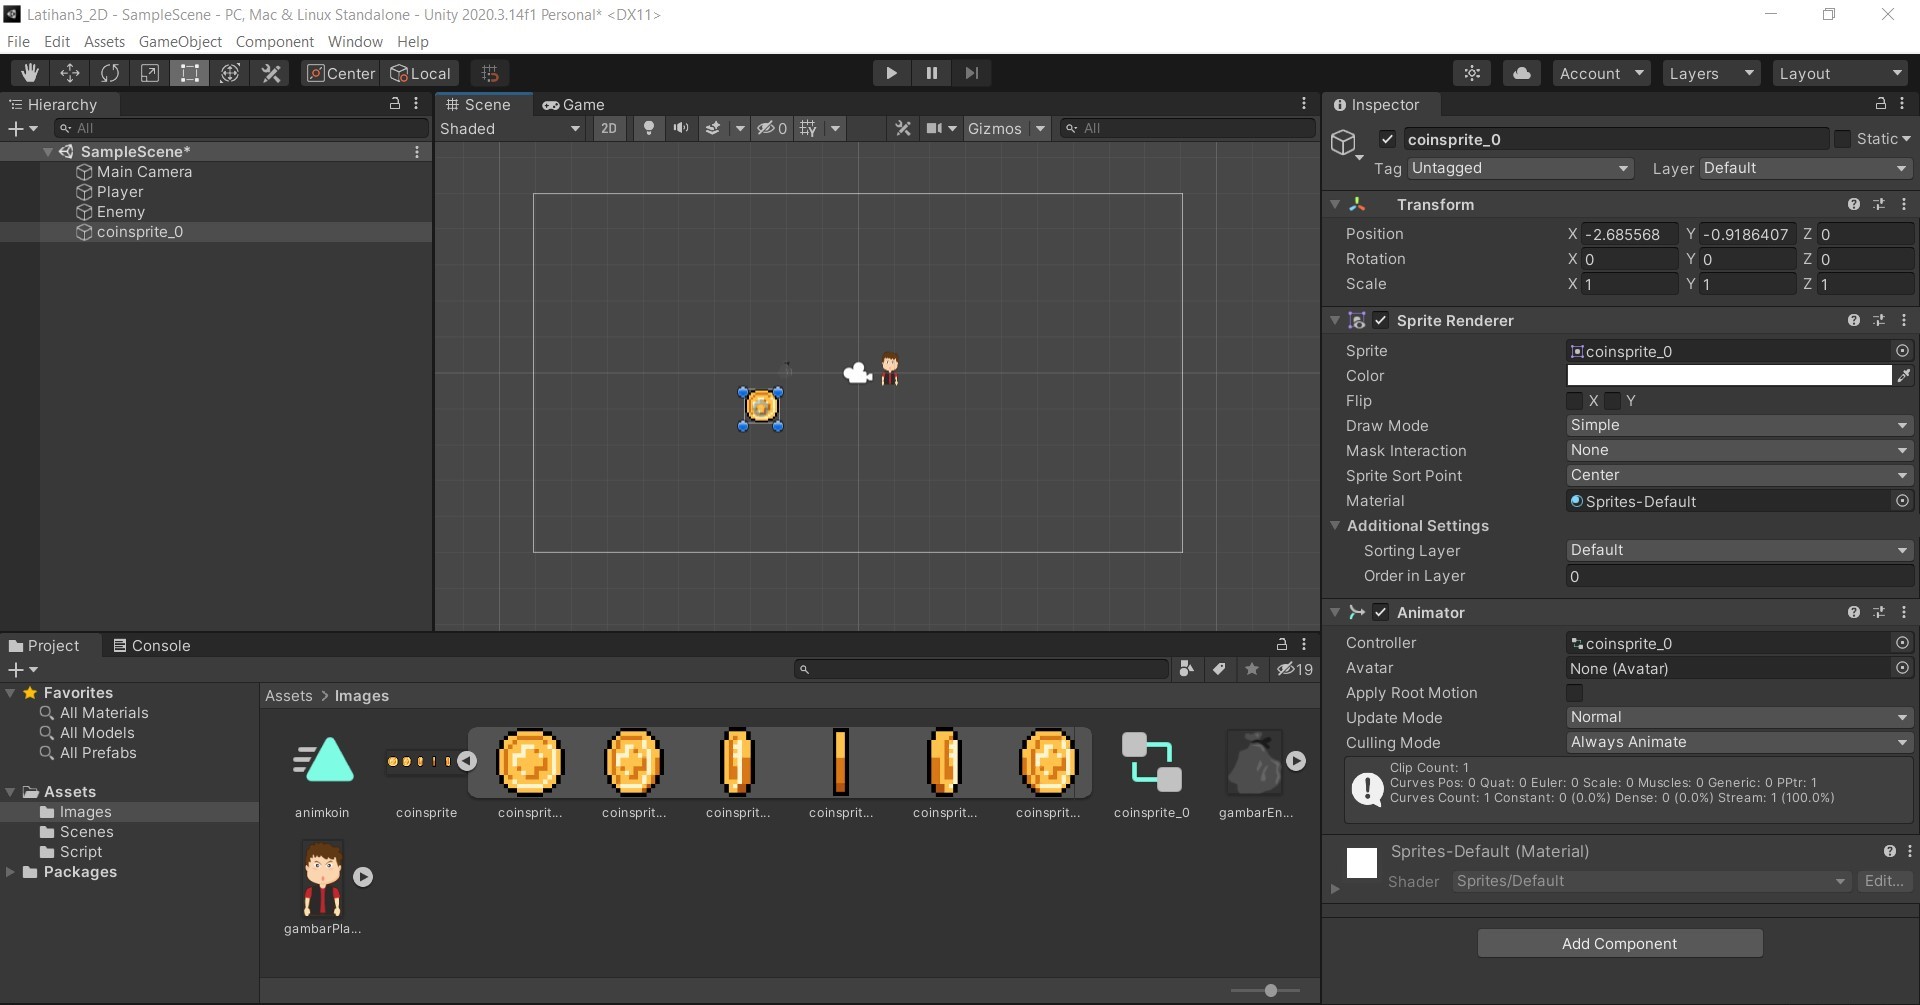 Latihan3_2D - SampleScene - PC, Mac & Linux Standalone - Unity 2020.3.14f1 Personal* <DX11>
File Edit Assets GameObject Component Window Help
Center Local Account Layers Layout
Hierarchy
All
SampleScene*
Main Camera
Player
Enemy
coinsprite_0
Scene Game
Shaded 2D 0 Gizmos All
Inspector
coinsprite_0 Static
Tag Untagged Layer Default
Transform
Position X -2.685568 Y -0.9186407 Z 0
Rotation X 0 Y 0 Z 0
Scale X 1 Y 1 Z 1
Sprite Renderer
Sprite coinsprite_0
Color
Flip X Y
Draw Mode Simple
Mask Interaction None
Sprite Sort Point Center
Material Sprites-Default
Additional Settings
Sorting Layer Default
Order in Layer 0
Animator
Controller coinsprite_0
Avatar None (Avatar)
Apply Root Motion
Update Mode Normal
Culling Mode Always Animate
Clip Count: 1
Curves Pos: 0 Quat: 0 Euler: 0 Scale: 0 Muscles: 0 Generic: 0 PPtr: 1
Curves Count: 1 Constant: 0 (0.0%) Dense: 0 (0.0%) Stream: 1 (100.0%)
Sprites-Default (Material)
Shader Sprites/Default Edit...
Add Component
Project Console
19
Favorites
All Materials
All Models
All Prefabs
Assets
Images
Scenes
Script
Packages
Assets > Images
animkoin coinsprite coinsprit... coinsprit... coinsprit... coinsprit... coinsprit... coinsprit... coinsprite_0 gambarEn...
gambarPla...